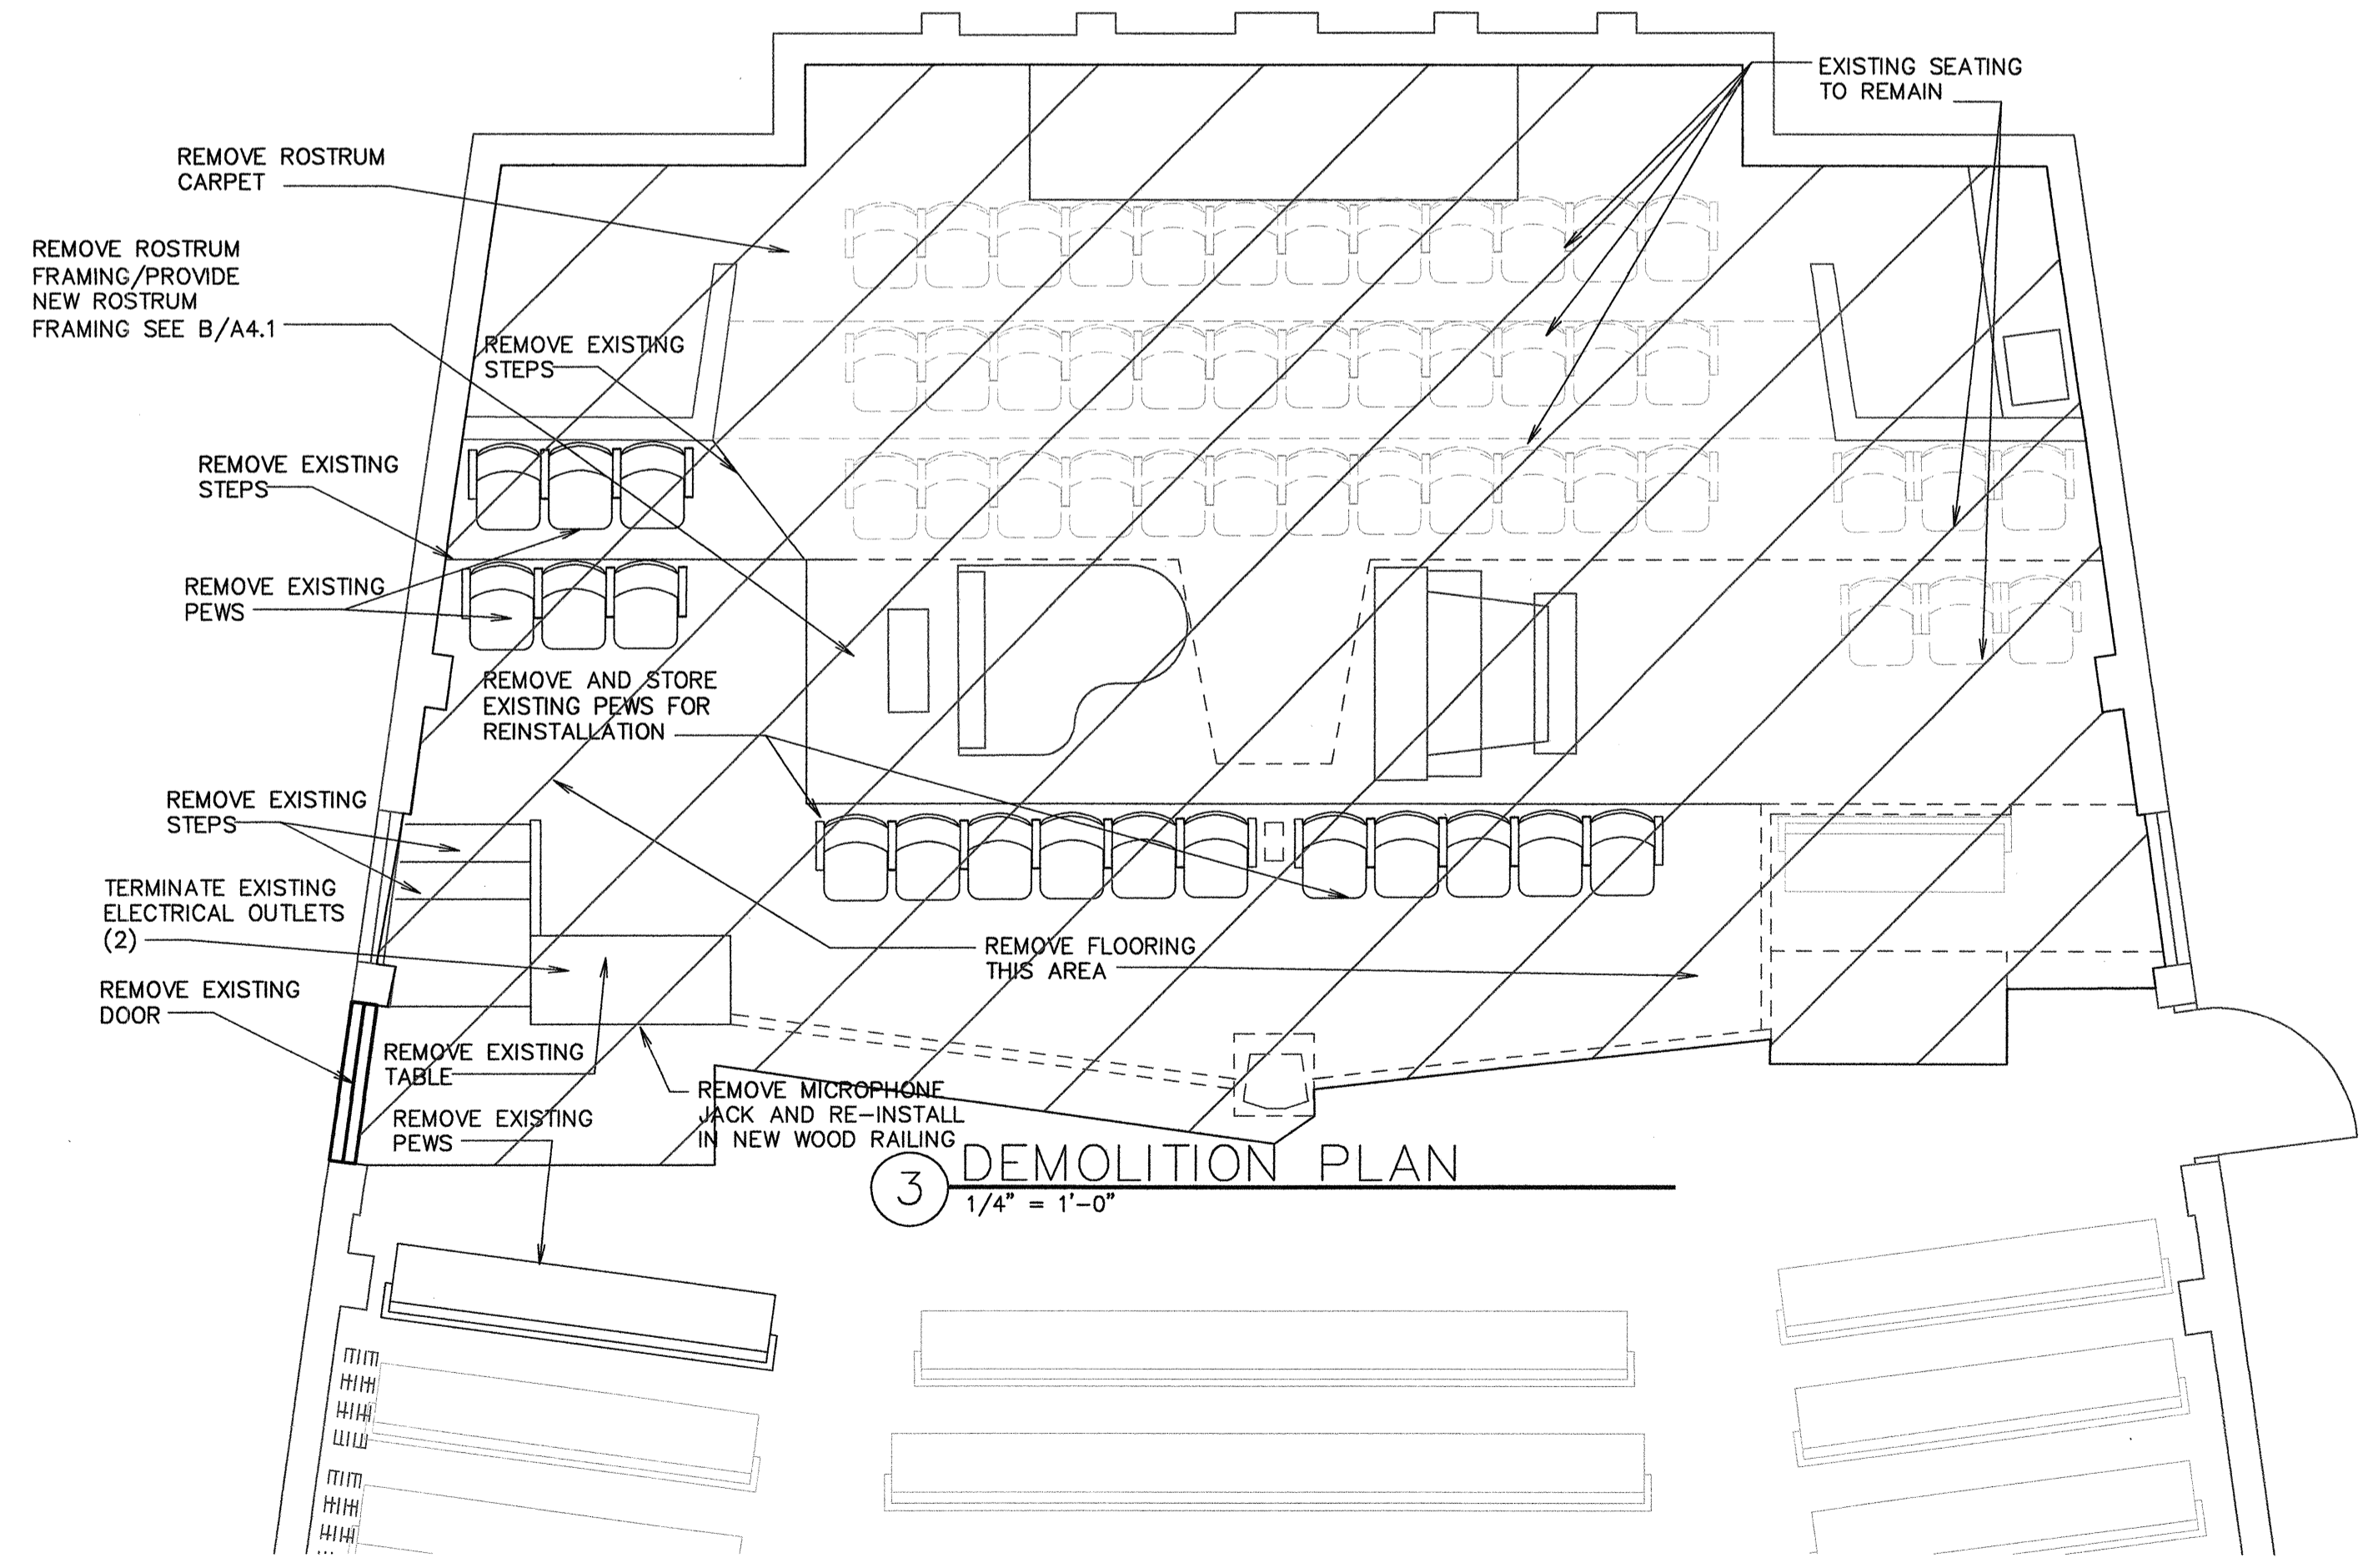 EXISTING SEATING
TO REMAIN
REMOVE ROSTRUM
CARPET
REMOVE ROSTRUM
FRAMING/PROVIDE
NEW ROSTRUM
FRAMING SEE B/A4.1
REMOVE EXISTING
STEPS
REMOVE EXISTING
STEPS
REMOVE EXISTING
PEWS
REMOVE AND STORE
EXISTING PEWS FOR
REINSTALLATION
REMOVE EXISTING
STEPS
TERMINATE EXISTING
ELECTRICAL OUTLETS
(2)
REMOVE FLOORING
THIS AREA
REMOVE EXISTING
DOOR
REMOVE EXISTING
TABLE
REMOVE MICROPHONE
JACK AND RE-INSTALL
IN NEW WOOD RAILING
REMOVE EXISTING
PEWS
3 DEMOLITION PLAN
1/4" = 1'-0"